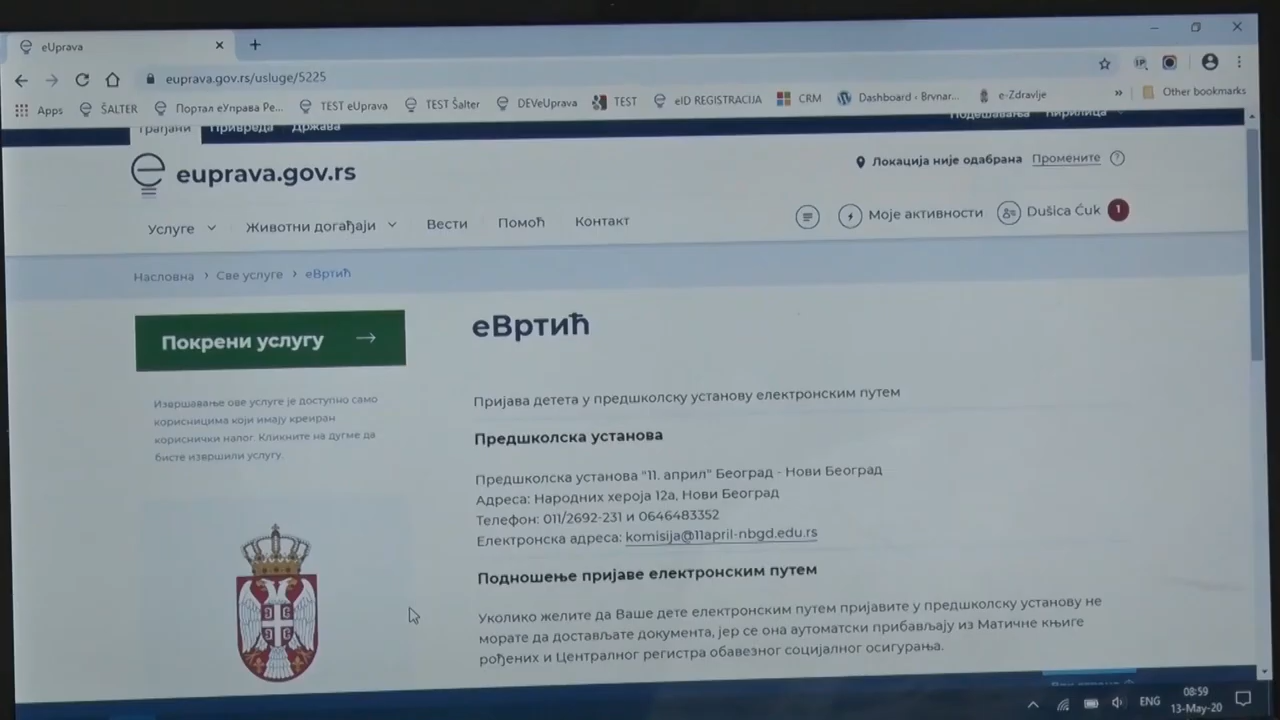 eUprava
euprava.gov.rs/usluge/5225
Apps ŠALTER Портал еУправа Ре... TEST eUprava TEST Šalter DEVeUprava TEST eID REGISTRACIJA CRM Dashboard - Brvnar... e-Zdravlje » Other bookmarks
Грађани Привреда Држава Подешавања Ћирилица
euprava.gov.rs
Локација није одабрана Промените ?
Услуге Животни догађаји Вести Помоћ Контакт Моје активности Dušica Ćuk 1
Насловна > Све услуге > еВртић
Покрени услугу
Извршавање ове услуге је доступно само
корисницима који имају креиран
кориснички налог. Кликните на дугме да
бисте извршили услугу.
еВртић
Пријава детета у предшколску установу електронским путем
Предшколска установа
Предшколска установа "11. април" Београд - Нови Београд
Адреса: Народних хероја 12а, Нови Београд
Телефон: 011/2692-231 и 0646483352
Електронска адреса: komisija@11april-nbgd.edu.rs
Подношење пријаве електронским путем
Уколико желите да Ваше дете електронским путем пријавите у предшколску установу не
морате да достављате документа, јер се она аутоматски прибављају из Матичне књиге
рођених и Централног регистра обавезног социјалног осигурања.
ENG
08:59
13-May-20